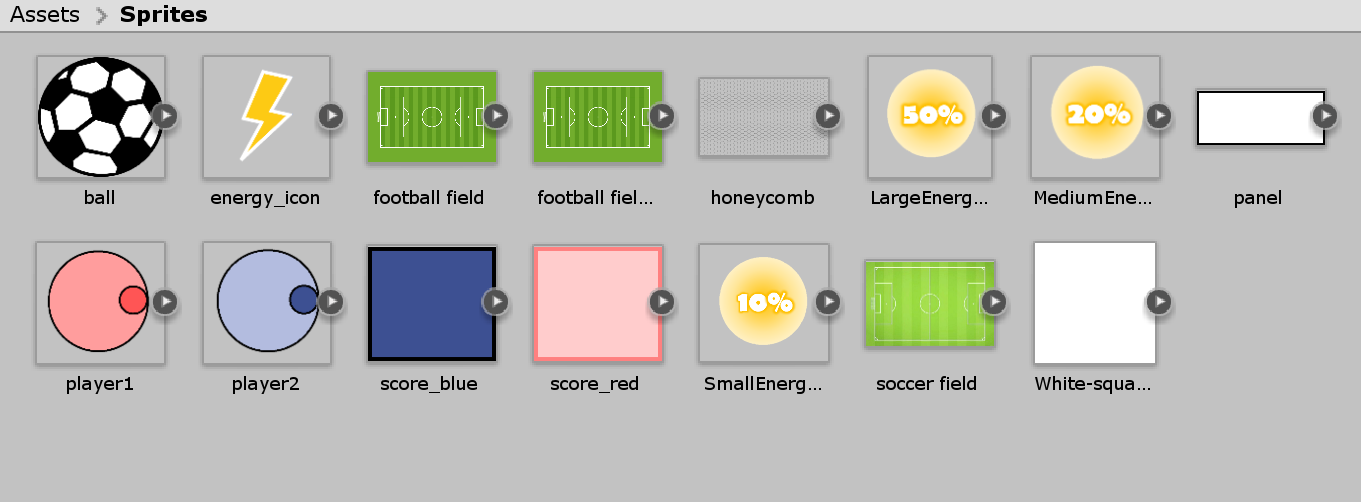 Assets > Sprites
50% 20%
ball energy_icon football field football fiel... honeycomb LargeEnerg... MediumEne... panel
10%
player1 player2 score_blue score_red SmallEnerg... soccer field White-squa...